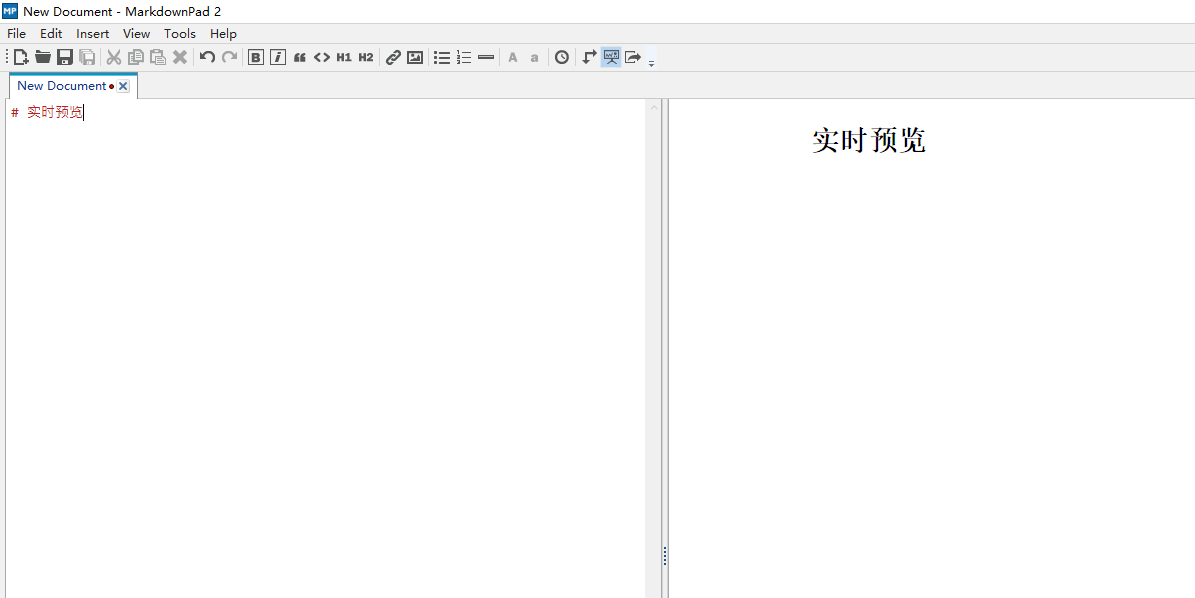 MP New Document - MarkdownPad 2
File Edit Insert View Tools Help
B i H1 H2 A a
New Document
# 实时预览
实时预览